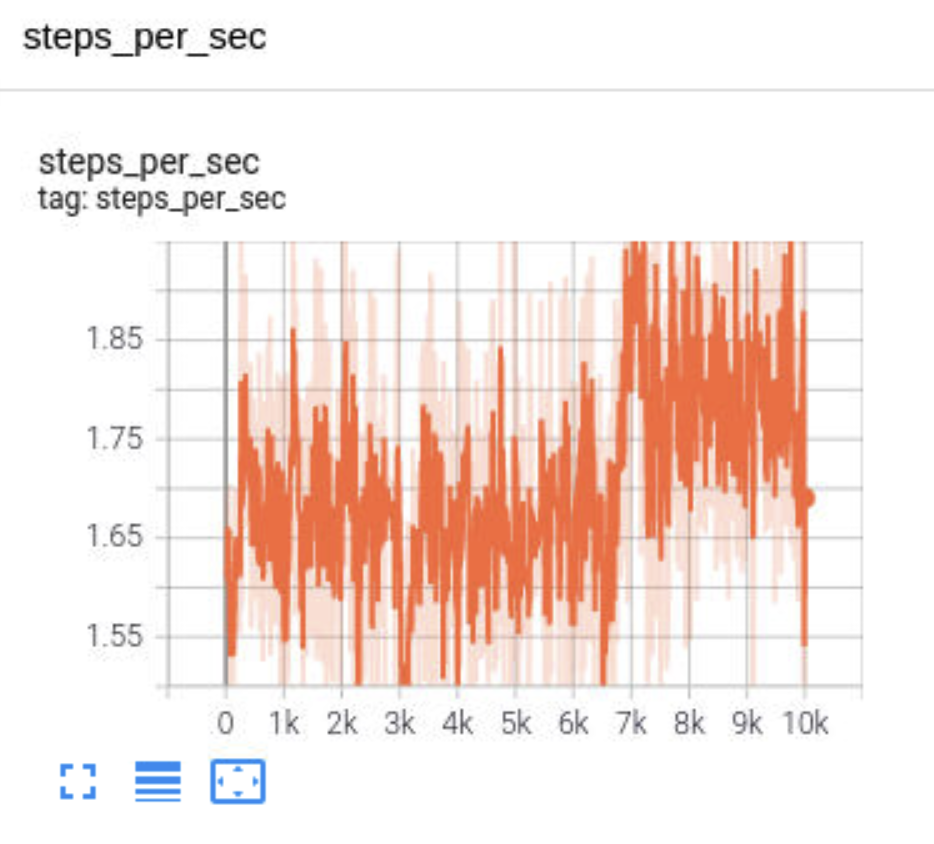 steps_per_sec
steps_per_sec
tag: steps_per_sec
1.85
1.75
1.65
1.55
0 1k 2k 3k 4k 5k 6k 7k 8k 9k 10k